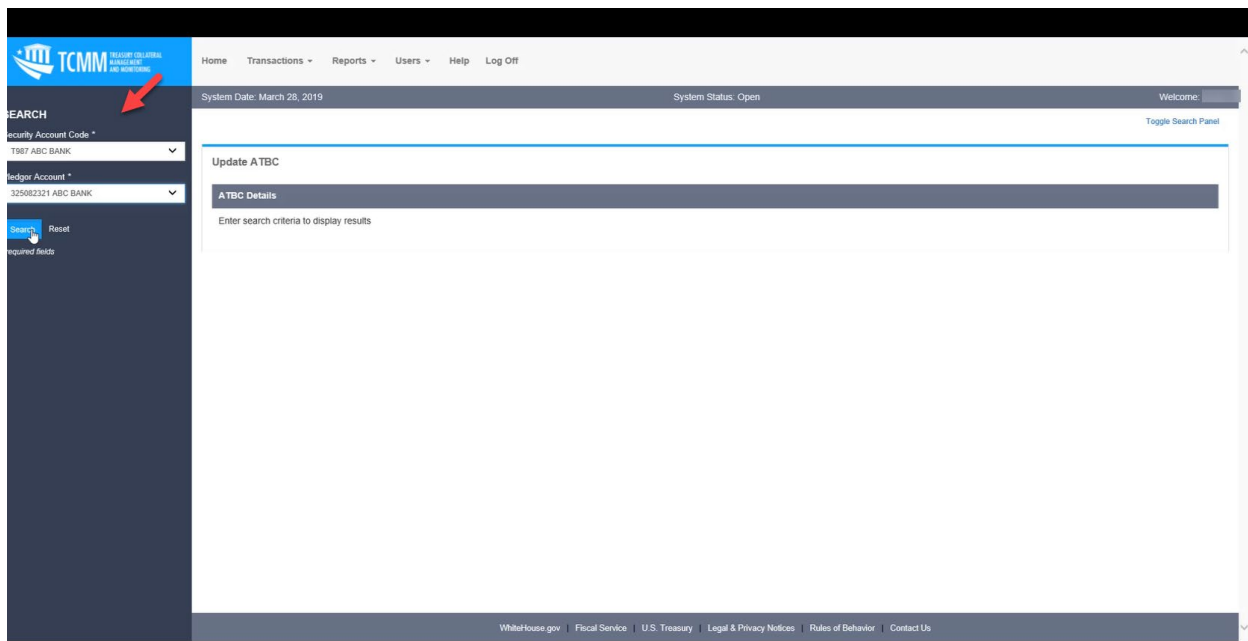 TCMM TREASURY COLLATERAL
MANAGEMENT
AND MONITORING
Home Transactions Reports Users Help Log Off
System Date: March 28, 2019 System Status: Open Welcome:
Toggle Search Panel
EARCH
ecurity Account Code *
T987 ABC BANK
ledgor Account *
325082321 ABC BANK
Search Reset
required fields
Update ATBC
ATBC Details
Enter search criteria to display results
WhiteHouse.gov | Fiscal Service | U.S. Treasury | Legal & Privacy Notices | Rules of Behavior | Contact Us